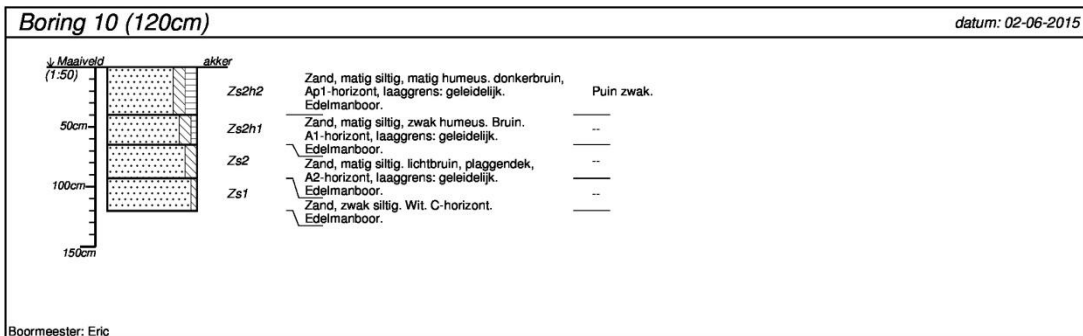 Boring 10 (120cm)
datum: 02-06-2015
↓ Maaiveld
akker
(1:50)
Zs2h2
Zand, matig siltig, matig humeus. donkerbruin,
Ap1-horizont, laaggrens: geleidelijk.
Edelmanboor.
Puin zwak.
50cm
Zs2h1
Zand, matig siltig, zwak humeus. Bruin.
A1-horizont, laaggrens: geleidelijk.
Edelmanboor.
--
Zs2
Zand, matig siltig. lichtbruin, plaggendek,
A2-horizont, laaggrens: geleidelijk.
Edelmanboor.
--
100cm
Zs1
Zand, zwak siltig. Wit. C-horizont.
Edelmanboor.
--
150cm
Boormeester: Eric